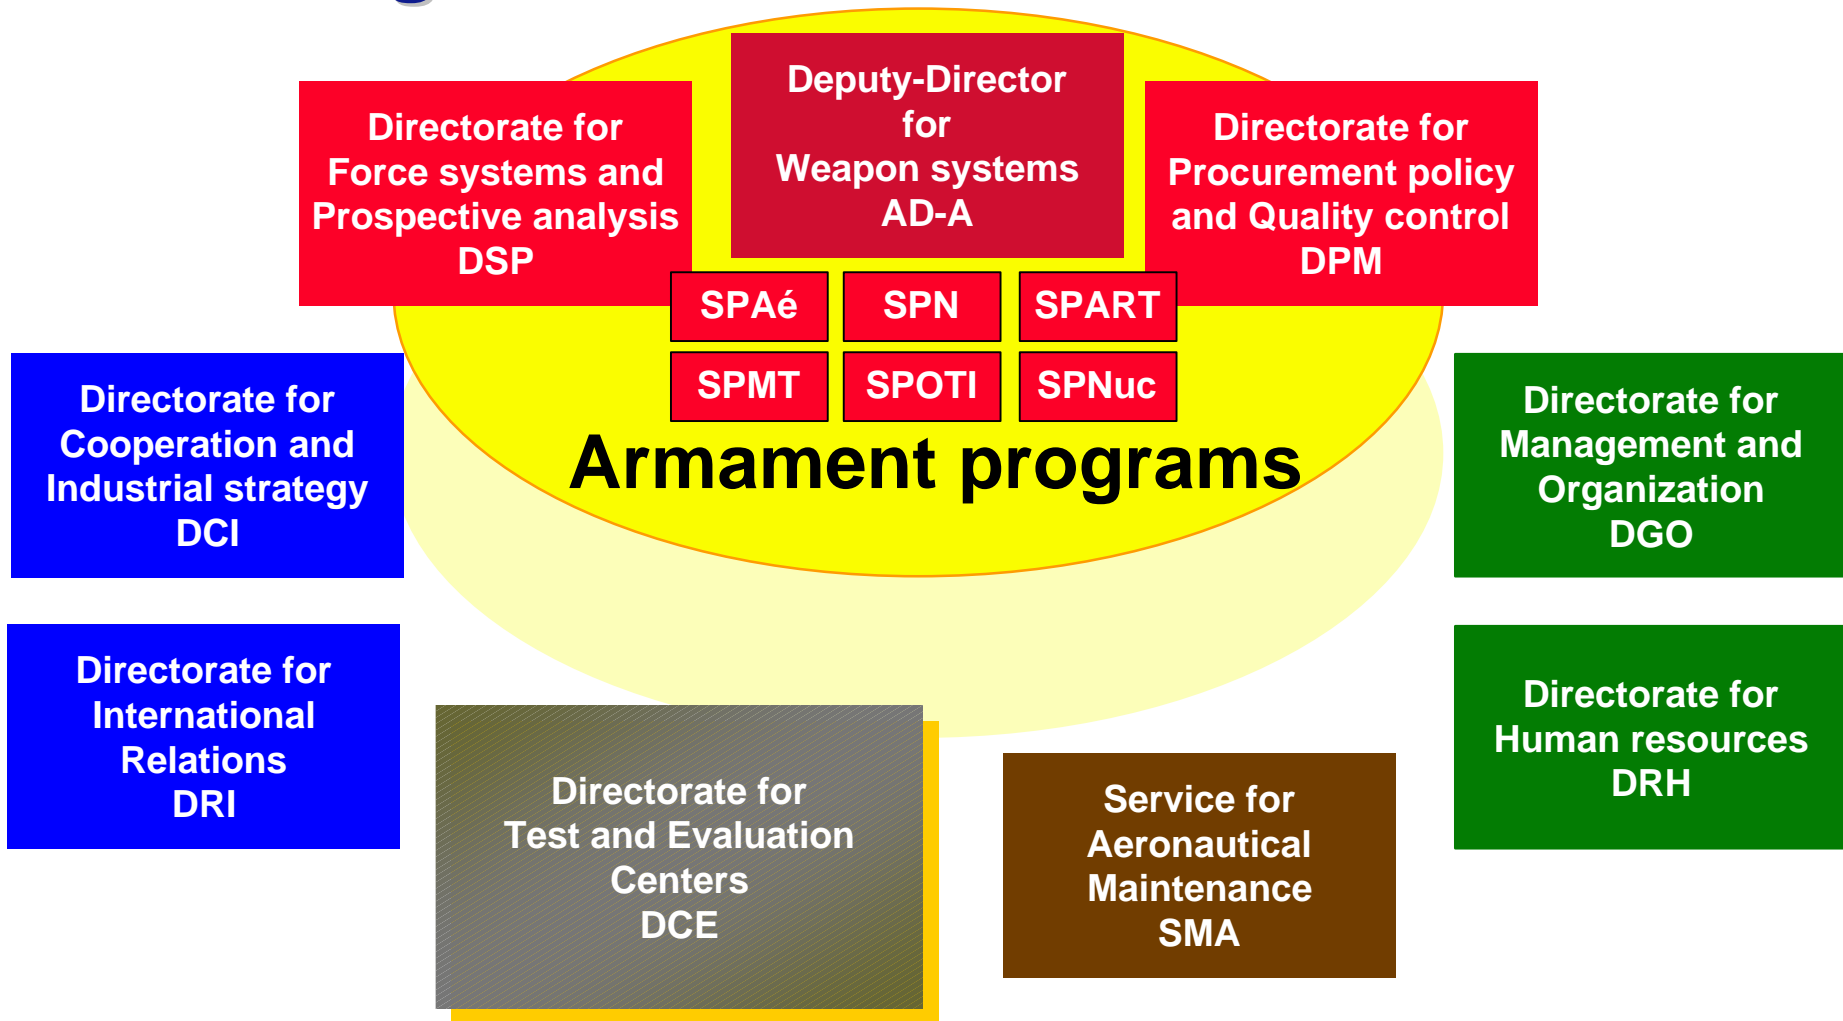 Deputy-Director
for
Weapon systems
AD-A
Directorate for
Force systems and
Prospective analysis
DSP
Directorate for
Procurement policy
and Quality control
DPM
SPAé
SPN
SPART
SPMT
SPOTI
SPNuc
Armament programs
Directorate for
Cooperation and
Industrial strategy
DCI
Directorate for
Management and
Organization
DGO
Directorate for
International
Relations
DRI
Directorate for
Human resources
DRH
Directorate for
Test and Evaluation
Centers
DCE
Service for
Aeronautical
Maintenance
SMA